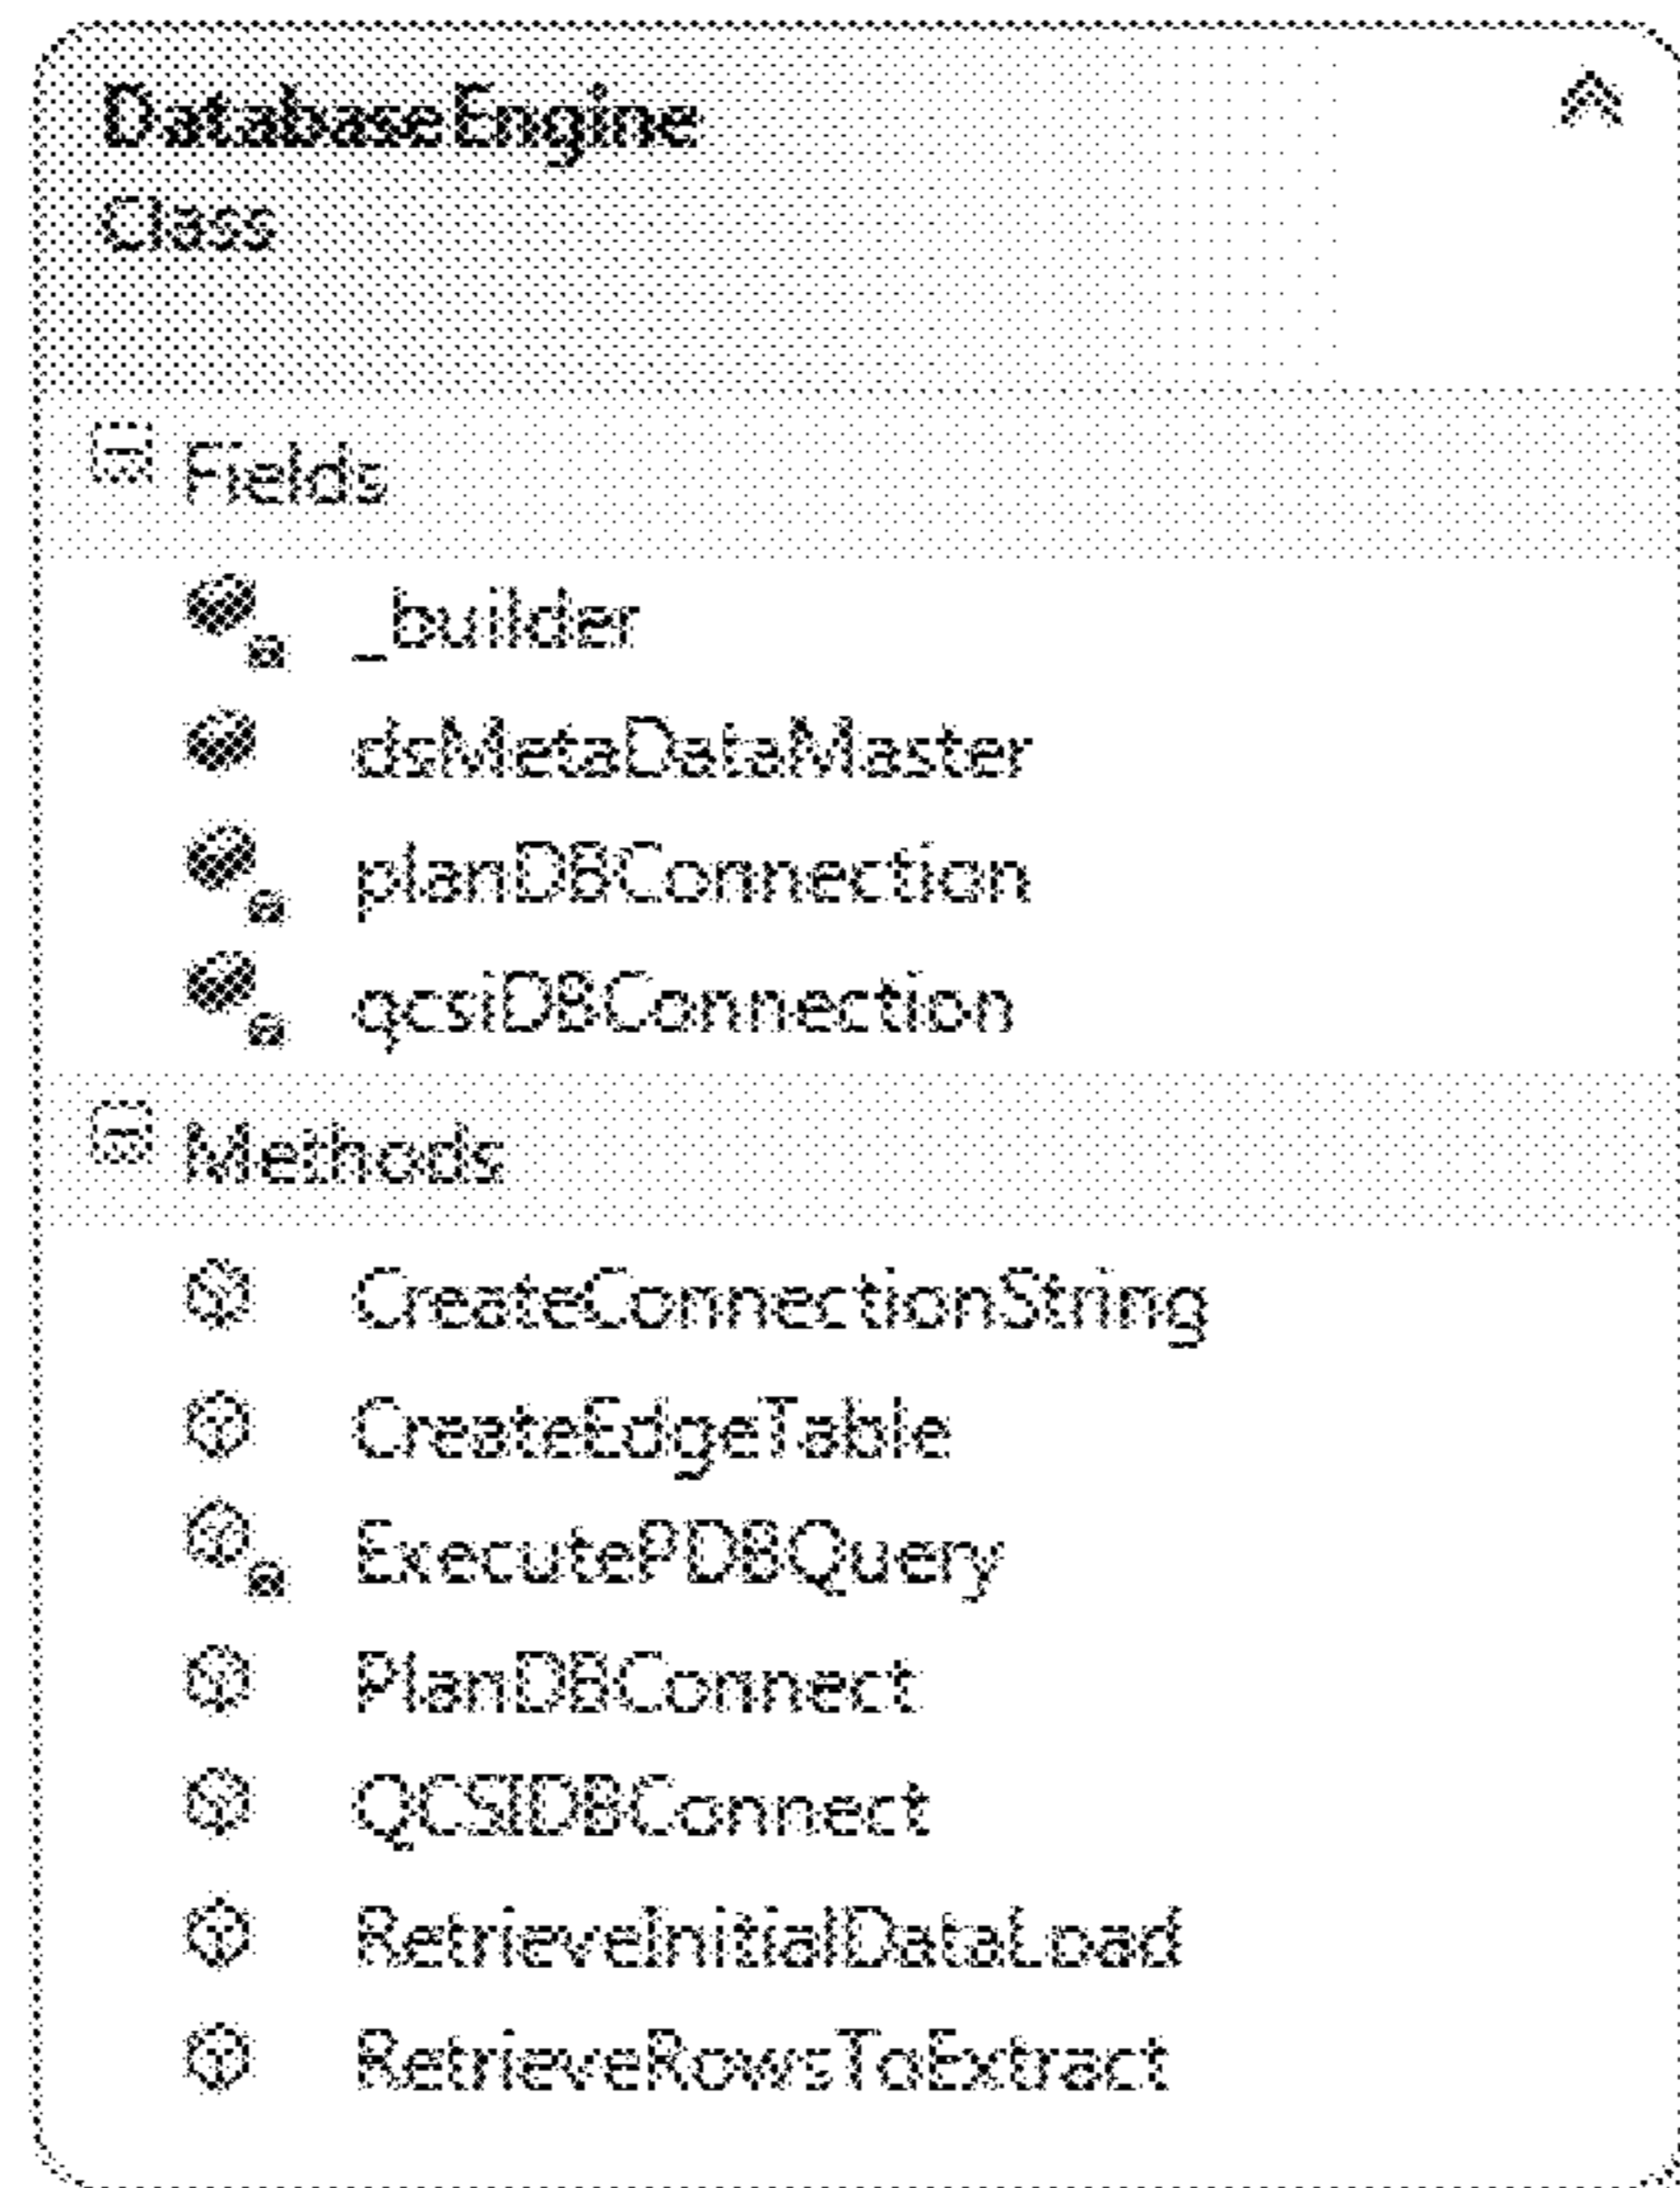 DatabaseEngine
Class
Fields
_builder
dsMetaDataMaster
planDBConnection
qcsiDBConnection
Methods
CreateConnectionString
CreateEdgeTable
ExecutePDBQuery
PlanDBConnect
QCSIDBConnect
RetrieveInitialDataLoad
RetrieveRowsToExtract